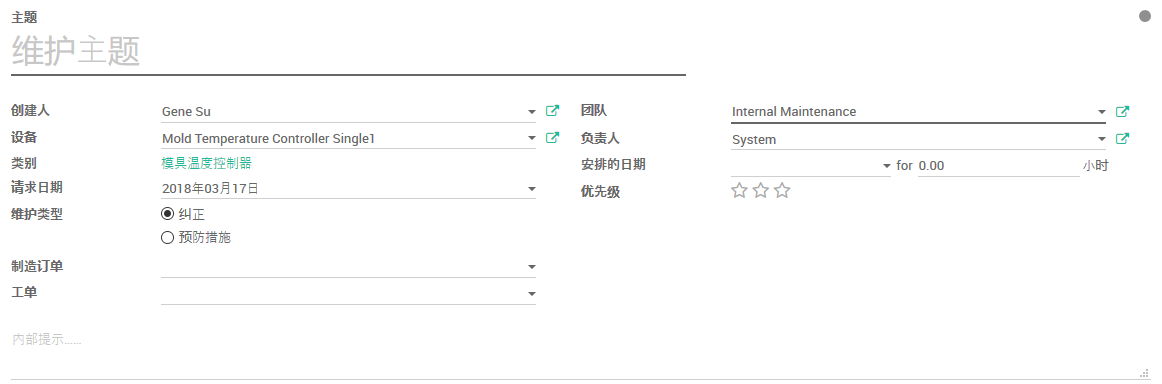 主题
维护主题
创建人 Gene Su 团队 Internal Maintenance
设备 Mold Temperature Controller Single1 负责人 System
类别 模具温度控制器 安排的日期 for 0.00 小时
请求日期 2018年03月17日 优先级
维护类型 纠正
预防措施
制造订单
工单
内部提示......